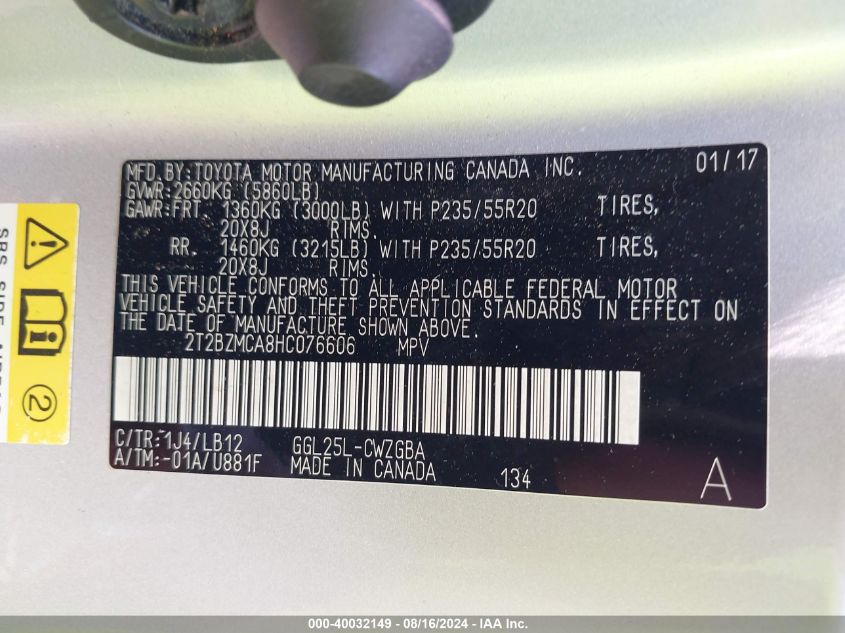 MFD. BY: TOYOTA MOTOR MANUFACTURING CANADA INC. 01/17
GVWR: 2660KG (5860LB)
GAWR: FRT. 1360KG (3000LB) WITH P235/55R20 TIRES,
20X8J RIMS.
RR. 1460KG (3215LB) WITH P235/55R20 TIRES,
20X8J RIMS.
THIS VEHICLE CONFORMS TO ALL APPLICABLE FEDERAL MOTOR
VEHICLE SAFETY AND THEFT PREVENTION STANDARDS IN EFFECT ON
THE DATE OF MANUFACTURE SHOWN ABOVE.
2T2BZMCA8HC076606 MPV
C/TR: 1J4/LB12 GGL25L-CWZGBA
A/TM: -01A/U881F MADE IN CANADA 134 A
SRS SIDE
2
000-40032149 - 08/16/2024 - IAA Inc.